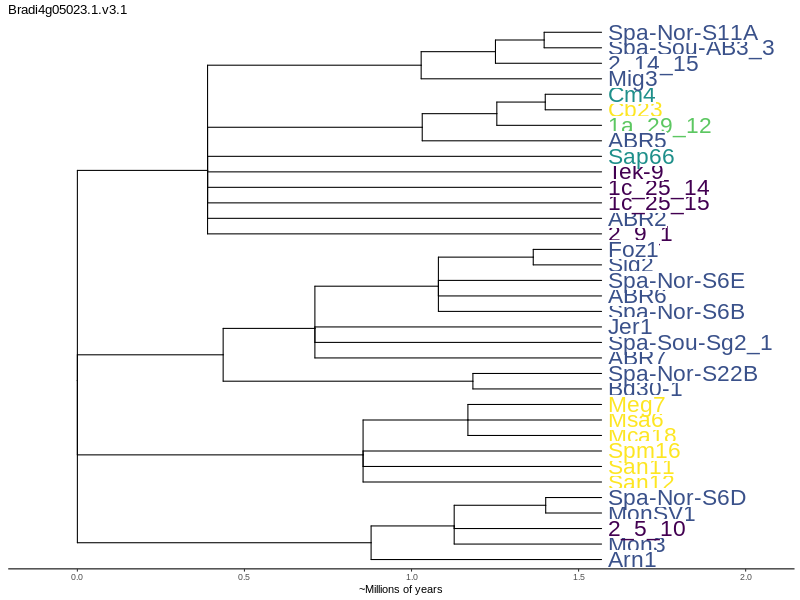 Bradi4g05023.1.v3.1
Spa-Nor-S11A
Spa-Sou-AB3_3
2_14_15
Mig3
Cm4
Cb23
1a_29_12
ABR5
Sap66
Tek-9
1c_25_14
1c_25_15
ABR2
2_9_1
Foz1
Sld2
Spa-Nor-S6E
ABR6
Spa-Nor-S6B
Jer1
Spa-Sou-Sg2_1
ABR7
Spa-Nor-S22B
Bd30-1
Meg7
Msa6
Mca18
Spm16
San11
San12
Spa-Nor-S6D
MonSV1
2_5_10
Mon3
Arn1
0.0 0.5 1.0 1.5 2.0
~Millions of years